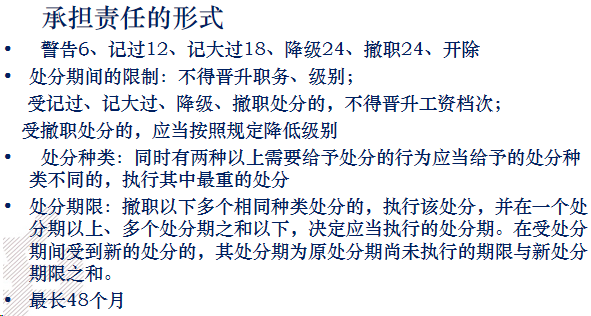 承担责任的形式
• 警告6、记过12、记大过18、降级24、撤职24、开除
• 处分期间的限制：不得晋升职务、级别；
受记过、记大过、降级、撤职处分的，不得晋升工资档次；
受撤职处分的，应当按照规定降低级别
• 处分种类：同时有两种以上需要给予处分的行为应当给予的处分种
类不同的，执行其中最重的处分
• 处分期限：撤职以下多个相同种类处分的，执行该处分，并在一个处
分期以上、多个处分期之和以下，决定应当执行的处分期。在受处分
期间受到新的处分的，其处分期为原处分期尚未执行的期限与新处分
期限之和。
• 最长48个月